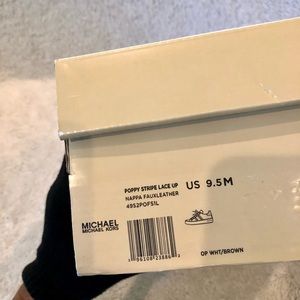 POPPY STRIPE LACE UP
NAPPA FAUXLEATHER
49S2POFS1L
US 9.5M
MICHAEL
MICHAEL KORS
OP WHT/BROWN